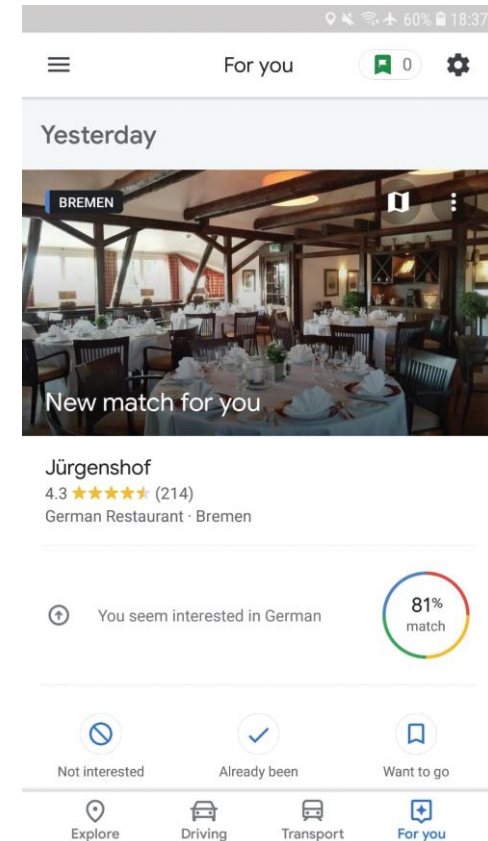 60% 18:37
For you
0
Yesterday
BREMEN
New match for you
Jürgenshof
4.3 (214)
German Restaurant · Bremen
You seem interested in German
81%
match
Not interested
Already been
Want to go
Explore
Driving
Transport
For you